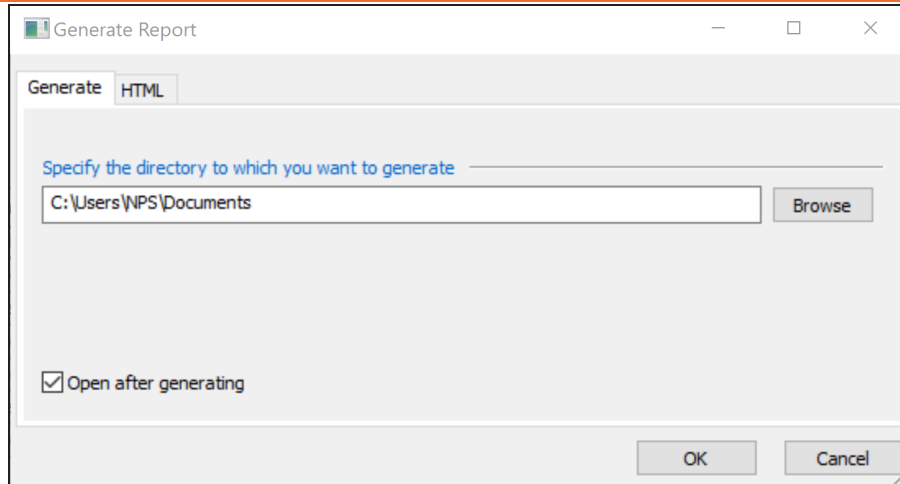 Generate Report
Generate HTML
Specify the directory to which you want to generate
C:\Users\NPS\Documents Browse
Open after generating
OK Cancel